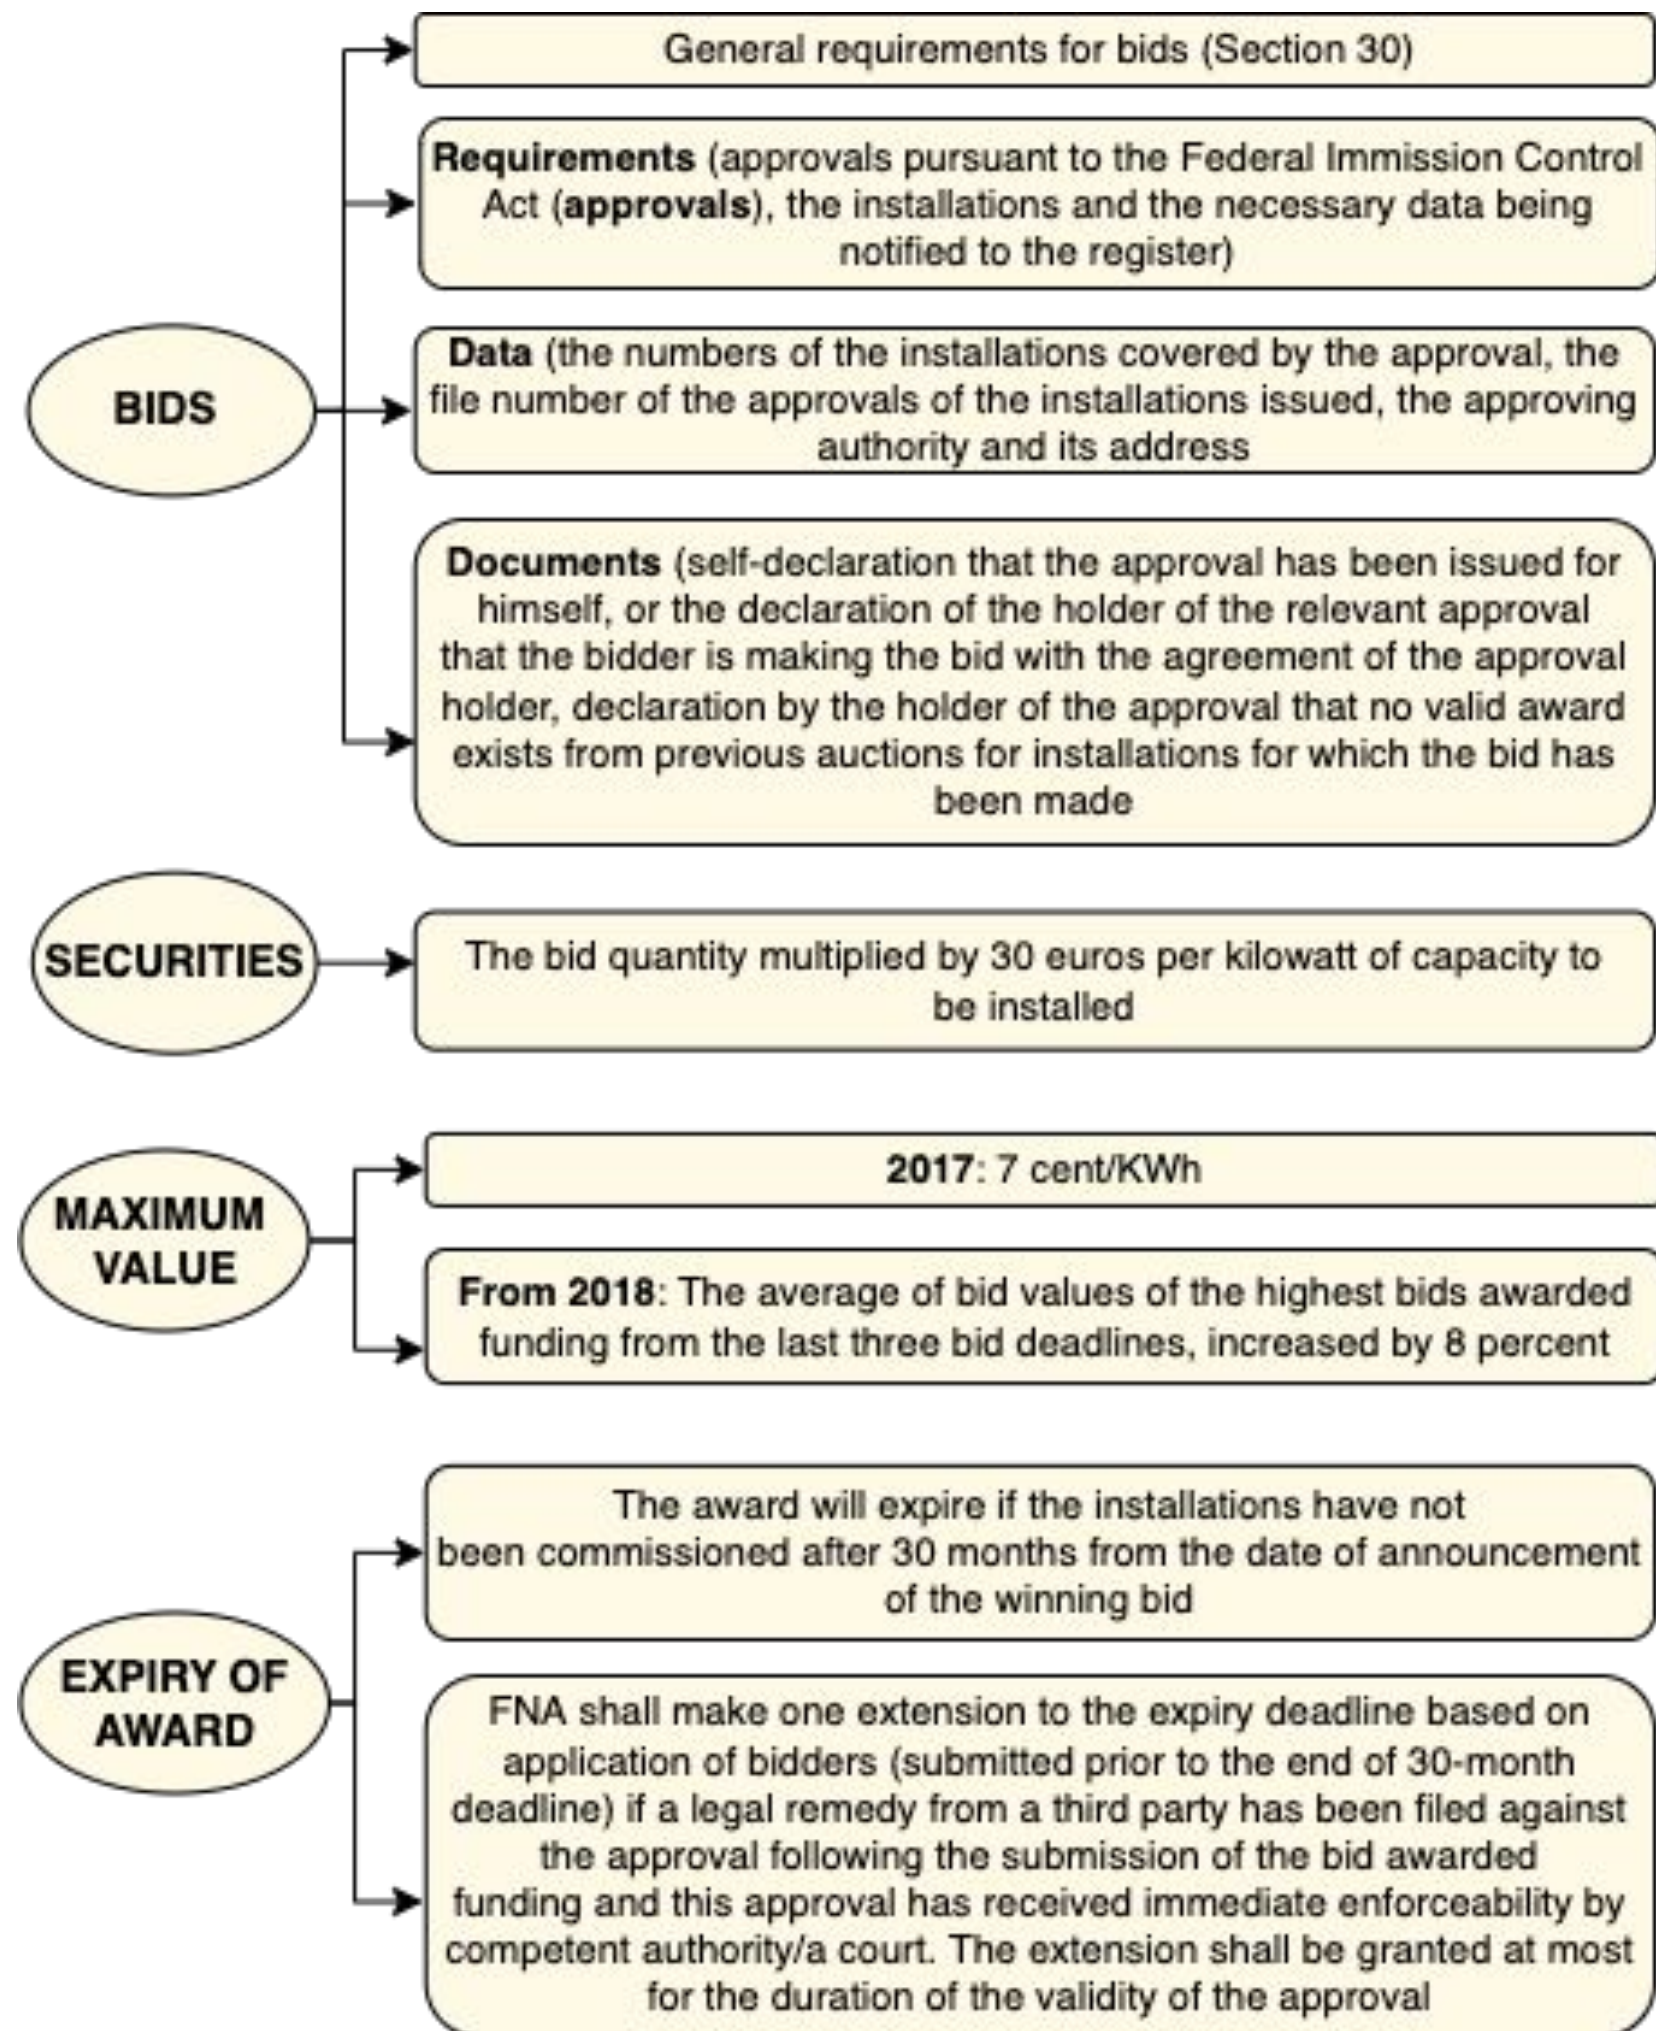 BIDS
General requirements for bids (Section 30)
Requirements (approvals pursuant to the Federal Immission Control
Act (approvals), the installations and the necessary data being
notified to the register)
Data (the numbers of the installations covered by the approval, the
file number of the approvals of the installations issued, the approving
authority and its address
Documents (self-declaration that the approval has been issued for
himself, or the declaration of the holder of the relevant approval
that the bidder is making the bid with the agreement of the approval
holder, declaration by the holder of the approval that no valid award
exists from previous auctions for installations for which the bid has
been made
SECURITIES
The bid quantity multiplied by 30 euros per kilowatt of capacity to
be installed
MAXIMUM
VALUE
2017: 7 cent/KWh
From 2018: The average of bid values of the highest bids awarded
funding from the last three bid deadlines, increased by 8 percent
EXPIRY OF
AWARD
The award will expire if the installations have not
been commissioned after 30 months from the date of announcement
of the winning bid
FNA shall make one extension to the expiry deadline based on
application of bidders (submitted prior to the end of 30-month
deadline) if a legal remedy from a third party has been filed against
the approval following the submission of the bid awarded
funding and this approval has received immediate enforceability by
competent authority/a court. The extension shall be granted at most
for the duration of the validity of the approval